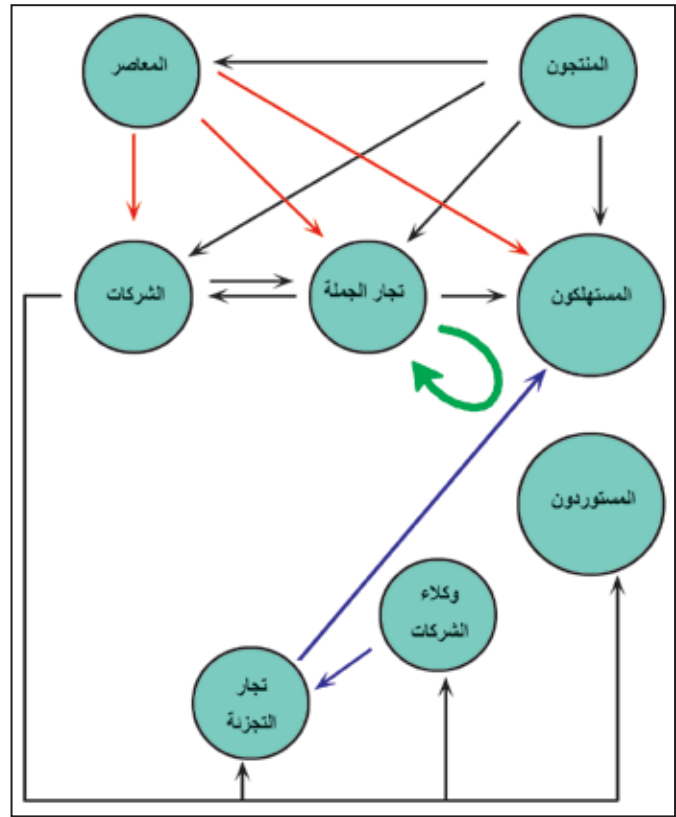 المنتجون
المعاصر
المستهلكون
تجار الجملة
الشركات
المستوردون
وكلاء
الشركات
تجار
التجزئة